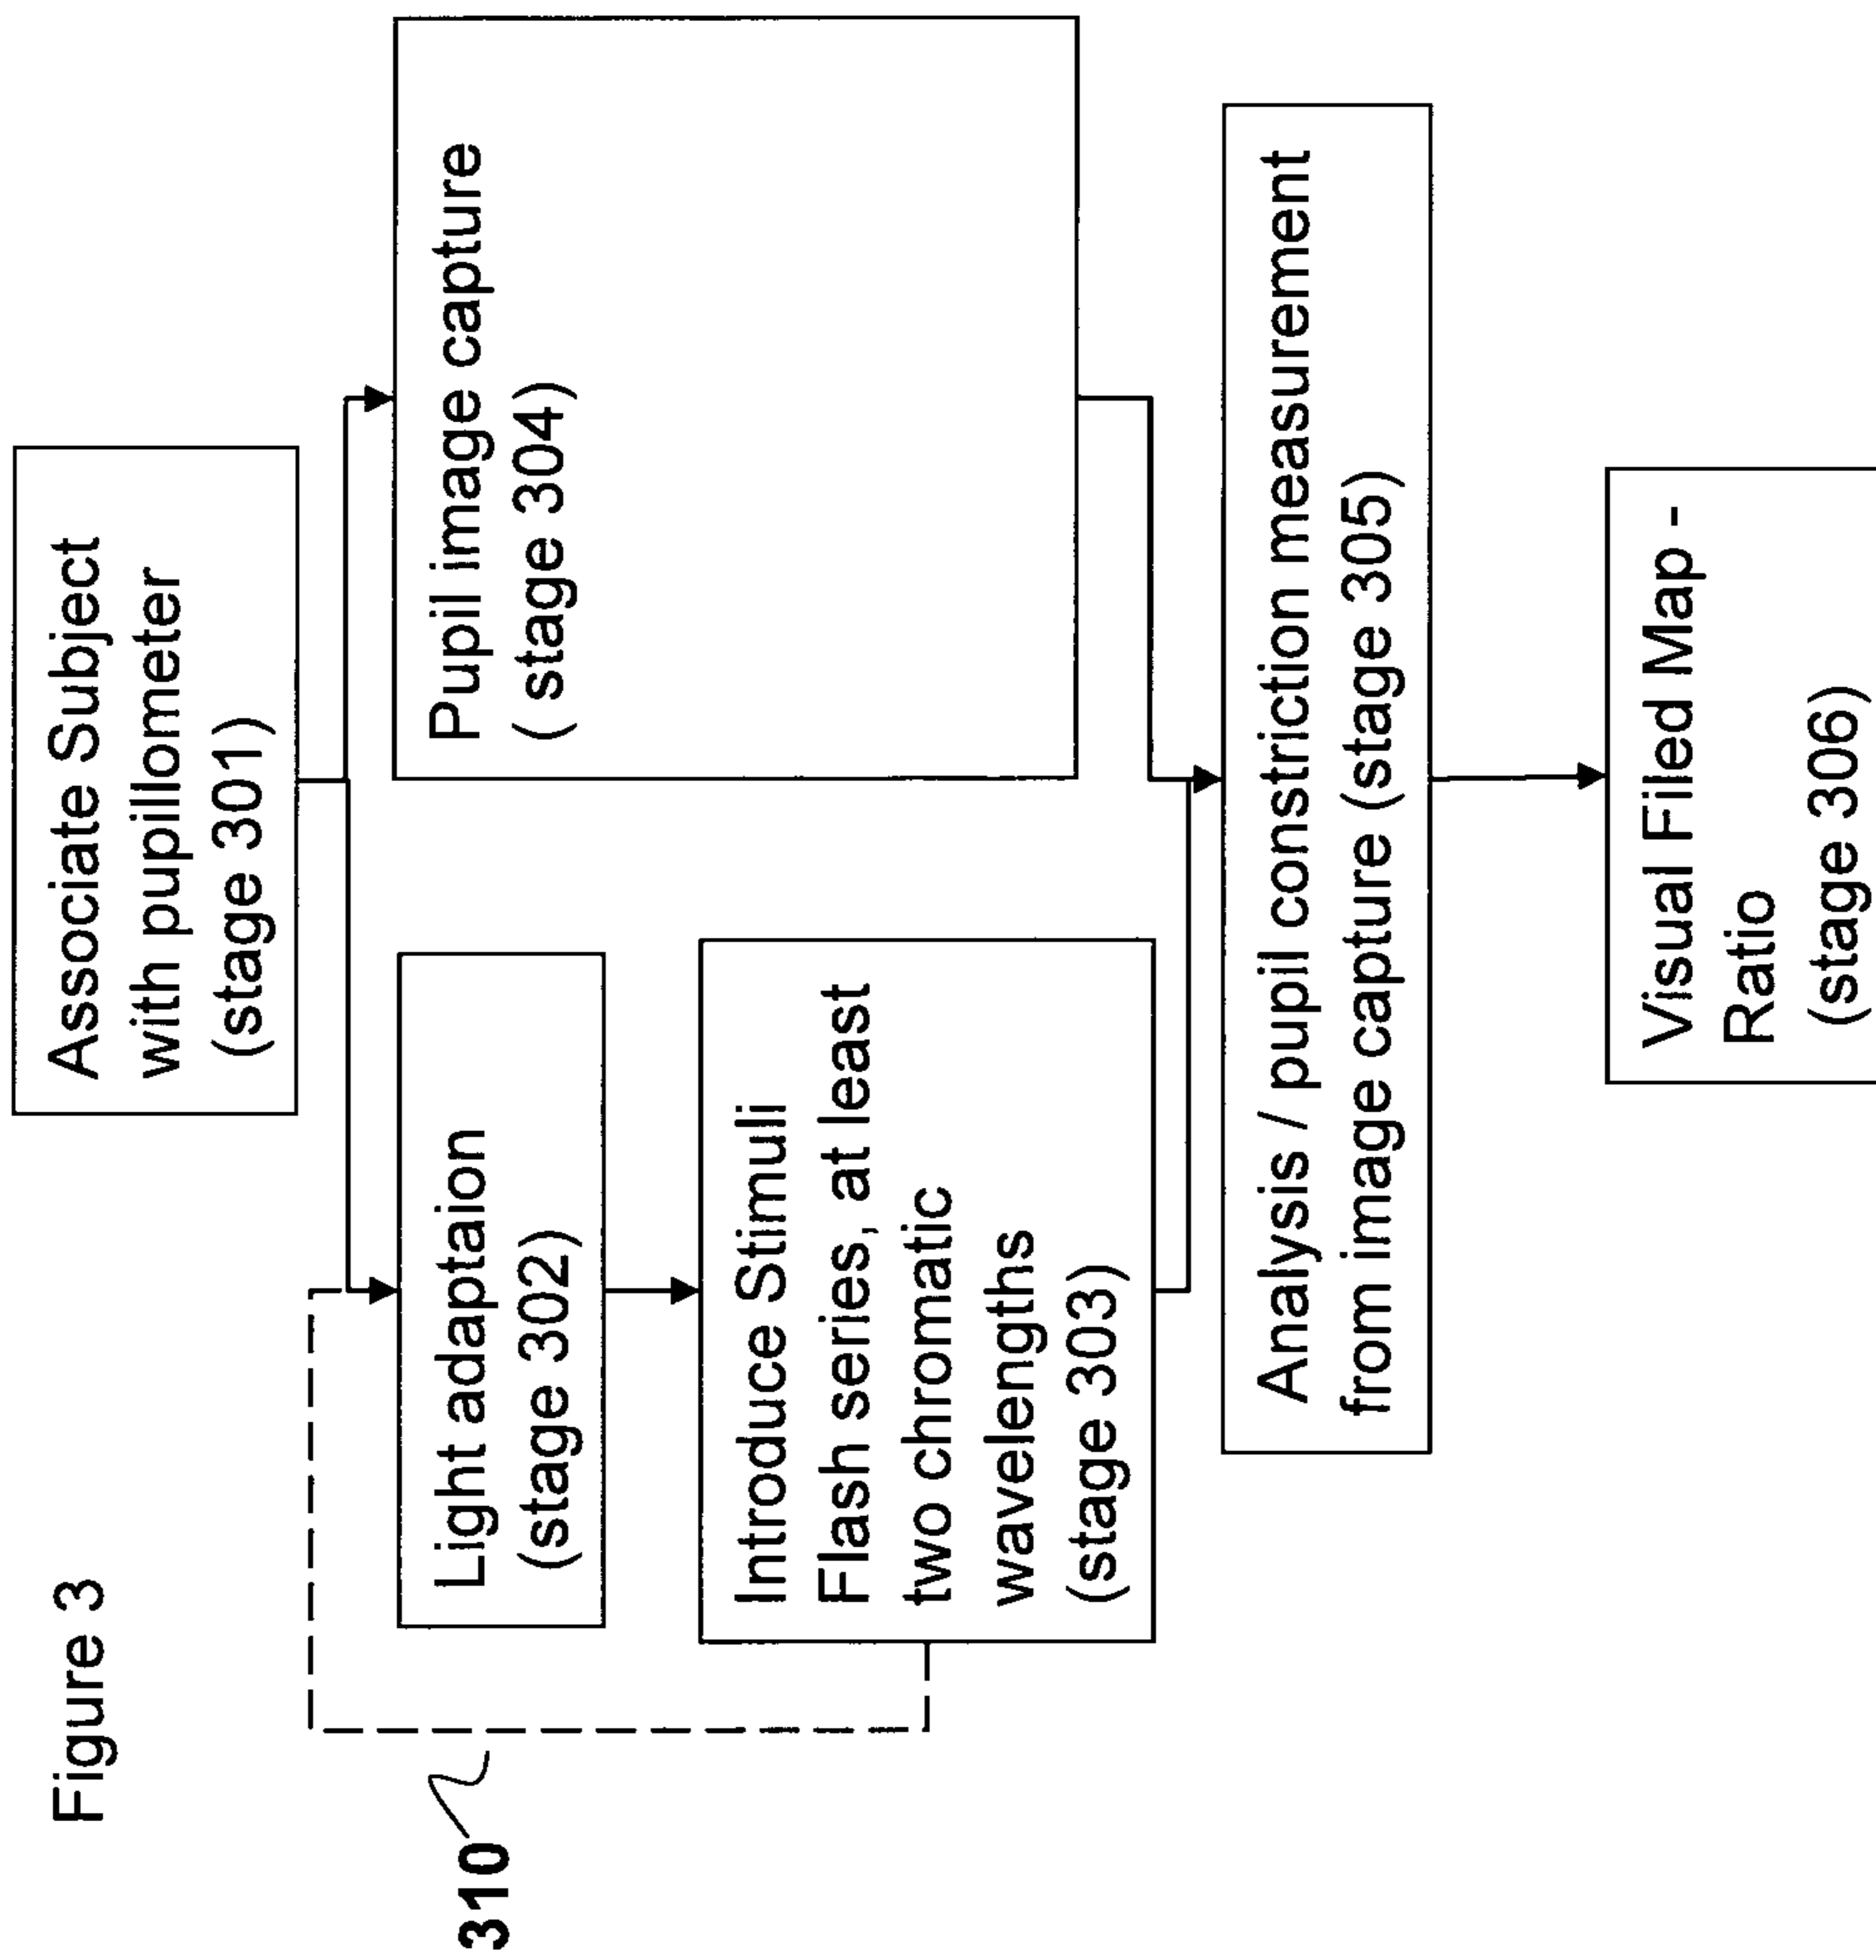 Figure 3
Associate Subject
with pupillometer
(stage 301)
310
Light adaptaion
(stage 302)
Pupil image capture
( stage 304)
Introduce Stimuli
Flash series, at least
two chromatic
wavelengths
(stage 303)
Analysis / pupil constriction measurement
from image capture (stage 305)
Visual Filed Map -
Ratio
(stage 306)